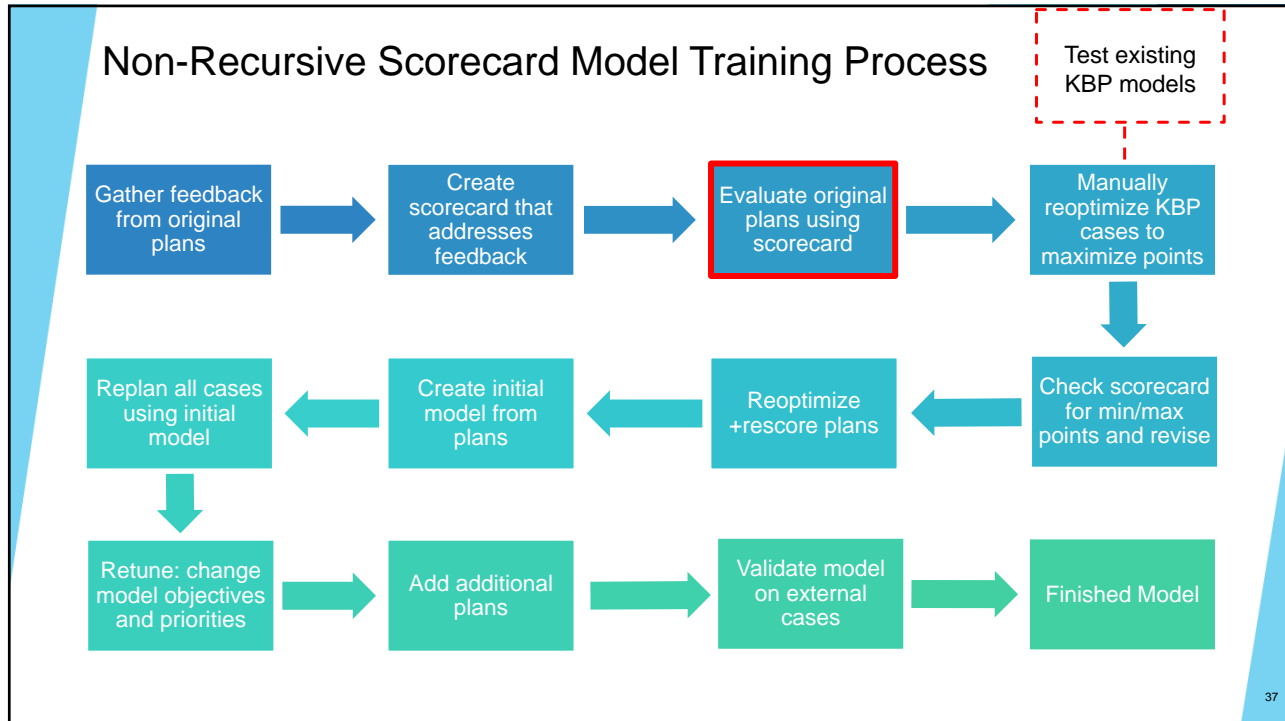 Non-Recursive Scorecard Model Training Process
Test existing
KBP models
Gather feedback
from original
plans
Create
scorecard that
addresses
feedback
Evaluate original
plans using
scorecard
Manually
reoptimize KBP
cases to
maximize points
Check scorecard
for min/max
points and revise
Reoptimize
+rescore plans
Create initial
model from
plans
Replan all cases
using initial
model
Retune: change
model objectives
and priorities
Add additional
plans
Validate model
on external
cases
Finished Model
37